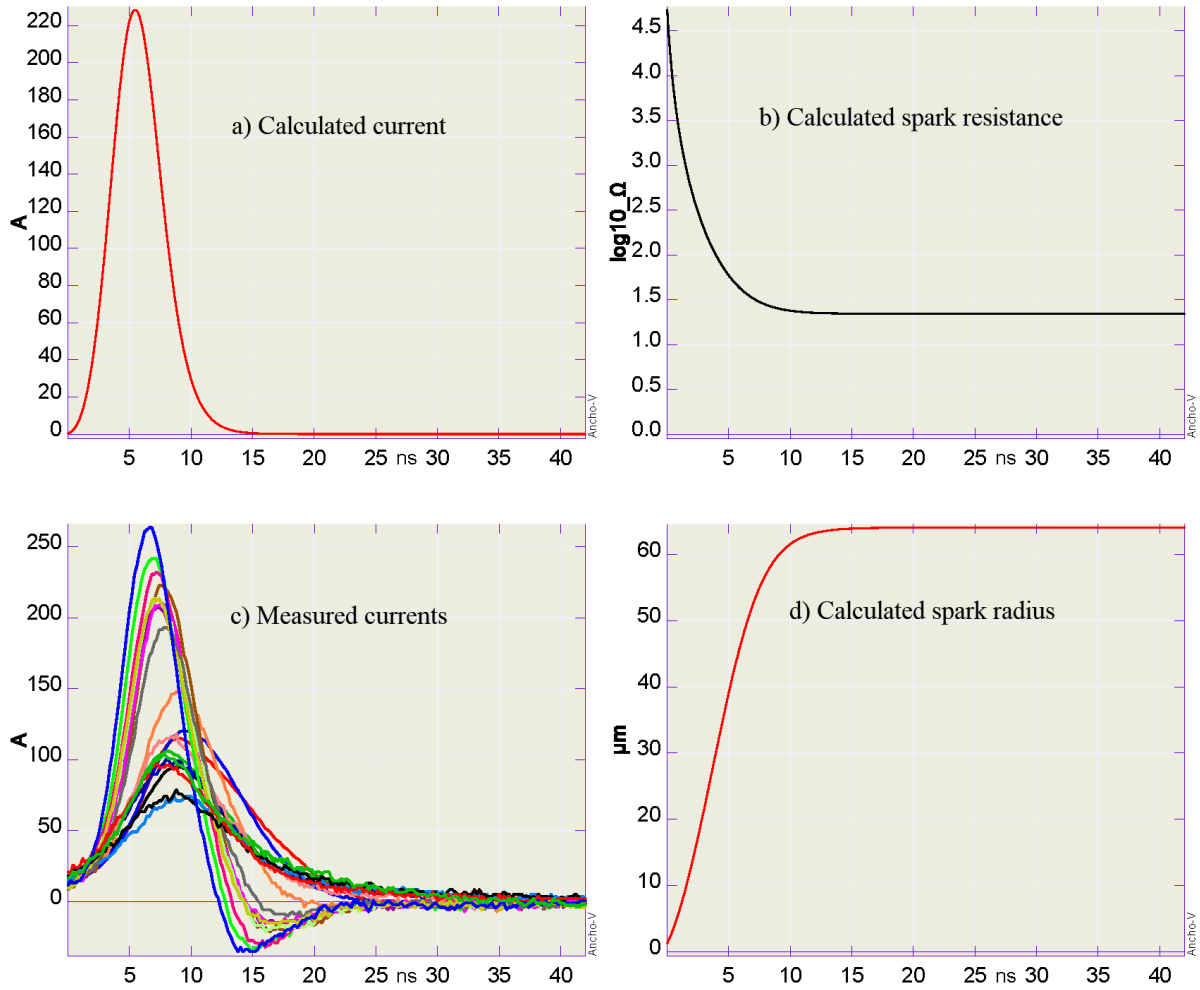 220
200
180
160
140
120
100
80
60
40
20
0
A
a) Calculated current
5 10 15 20 25 ns 30 35 40
Ancho-V
4.5
4.0
3.5
3.0
2.5
2.0
1.5
1.0
0.5
0.0
log10_Ω
b) Calculated spark resistance
5 10 15 20 25 ns 30 35 40
Ancho-V
250
200
150
100
50
0
A
c) Measured currents
5 10 15 20 25 ns 30 35 40
Ancho-V
60
50
40
30
20
10
0
µm
d) Calculated spark radius
5 10 15 20 25 ns 30 35 40
Ancho-V